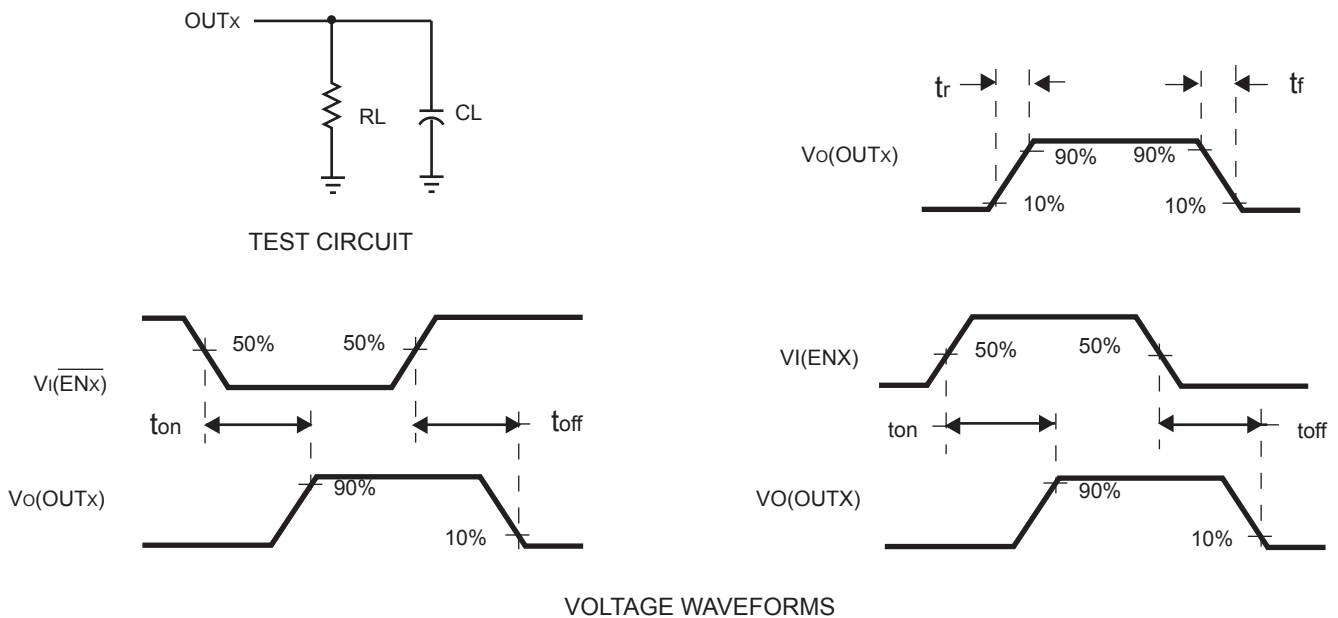 OUTx
RL
CL
TEST CIRCUIT
tr
tf
VO(OUTx)
90%
90%
10%
10%
VI(ENx)
50%
50%
ton
toff
VO(OUTx)
90%
10%
VI(ENX)
50%
50%
ton
toff
VO(OUTX)
90%
10%
VOLTAGE WAVEFORMS